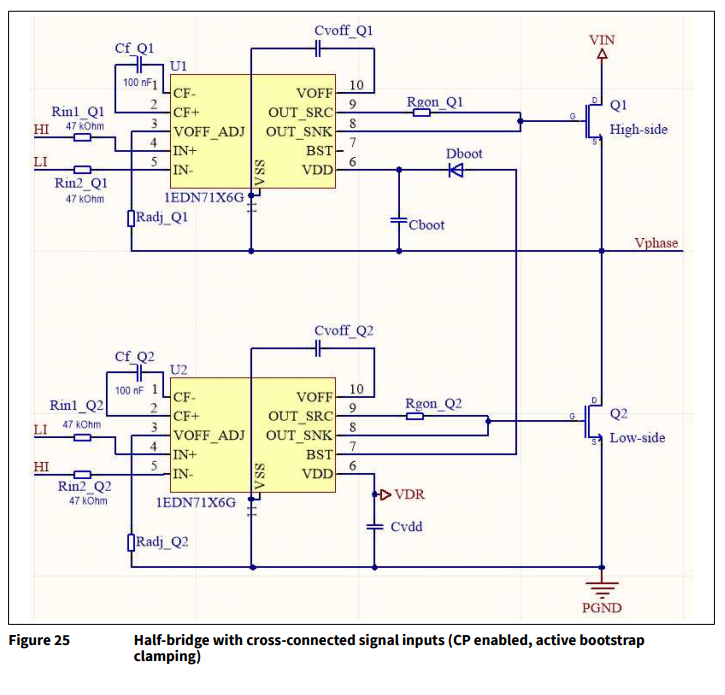 Cvoff_Q1
VIN
Cf_Q1
U1
100 nF
1 CF- VOFF 10
2 CF+ OUT_SRC 9 Rgon_Q1 D Q1
Rin1_Q1
47 kOhm
HI
3 VOFF_ADJ OUT_SNK 8 G High-side
4 IN+ BST 7 S
LI
5 IN- VDD 6 Dboot
Rin2_Q1
47 kOhm
VSS
1EDN71X6G
11
Radj_Q1
Cboot
Vphase
Cvoff_Q2
Cf_Q2
U2
100 nF
1 CF- VOFF 10
2 CF+ OUT_SRC 9 Rgon_Q2 D Q2
Rin1_Q2
47 kOhm
LI
3 VOFF_ADJ OUT_SNK 8 G Low-side
4 IN+ BST 7 S
HI
5 IN- VDD 6
Rin2_Q2
47 kOhm
VSS
1EDN71X6G
11
VDR
Cvdd
Radj_Q2
PGND
Figure 25 Half-bridge with cross-connected signal inputs (CP enabled, active bootstrap
clamping)